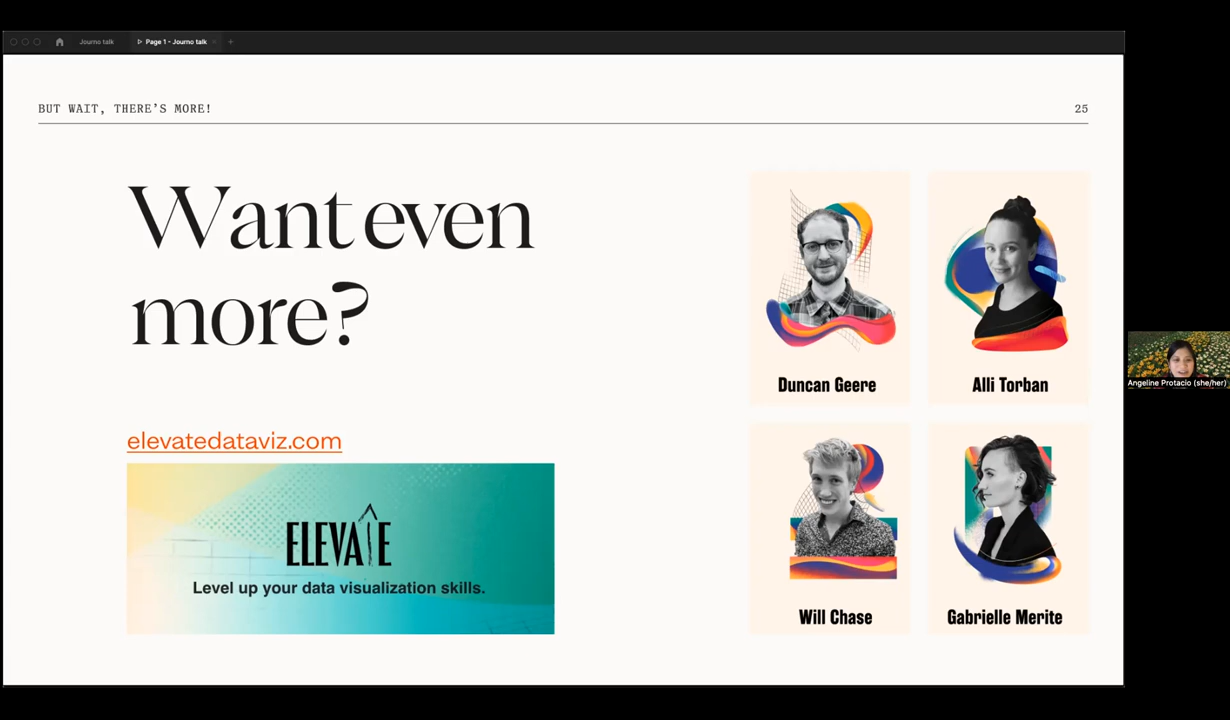 Journo talk
Page 1 - Journo talk
BUT WAIT, THERE'S MORE!
25
Want even
more?
elevatedataviz.com
ELEVATE
Level up your data visualization skills.
Duncan Geere
Alli Torban
Will Chase
Gabrielle Merite
Angeline Protacio (she/her)